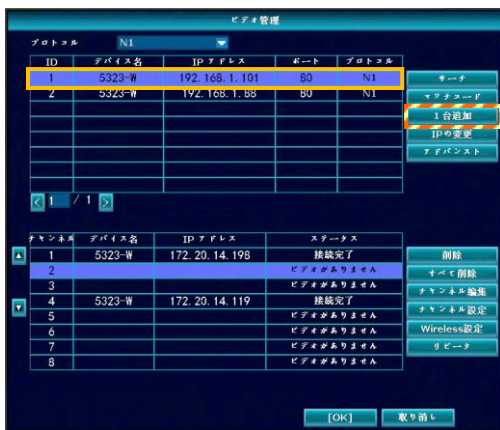 ビデオ管理
プロトコル N1
ID デバイス名 IPアドレス ポート プロトコル
1 5323-W 192.168.1.101 80 N1 サーチ
2 5323-W 192.168.1.88 80 N1 マツチコード
1台追加
IPの変更
アドバンスト
< 1 / 1 >
チャンネル デバイス名 IPアドレス ステータス
1 5323-W 172.20.14.198 接続完了 削除
2 ビデオがありません すべて削除
3 ビデオがありません チャンネル編集
4 5323-W 172.20.14.119 接続完了 チャンネル設定
5 ビデオがありません
6 ビデオがありません Wireless設定
7 ビデオがありません リピータ
8 ビデオがありません
[OK] 取り消し